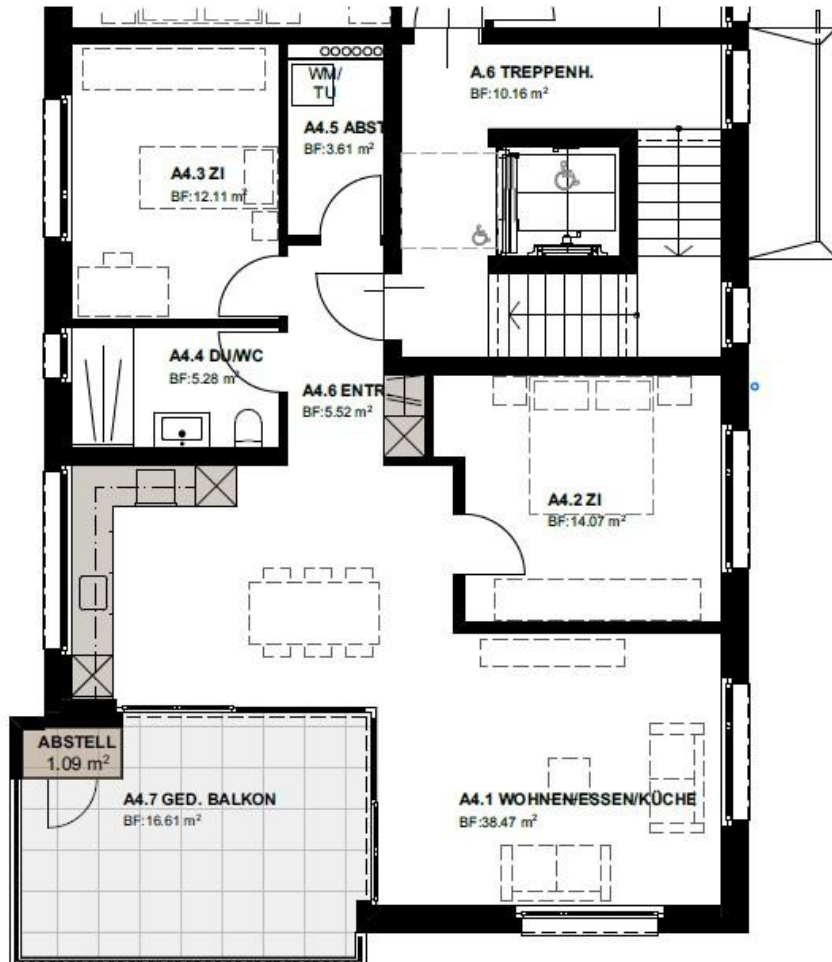 A.6 TREPPENH.
BF:10.16 m²
WM/
TU
A4.5 ABST
BF:3.61 m²
A4.3 ZI
BF:12.11 m²
A4.4 DU/WC
BF:5.28 m²
A4.6 ENTR
BF:5.52 m²
A4.2 ZI
BF:14.07 m²
ABSTELL
1.09 m²
A4.7 GED. BALKON
BF:16.61 m²
A4.1 WOHNEN/ESSEN/KÜCHE
BF:38.47 m²